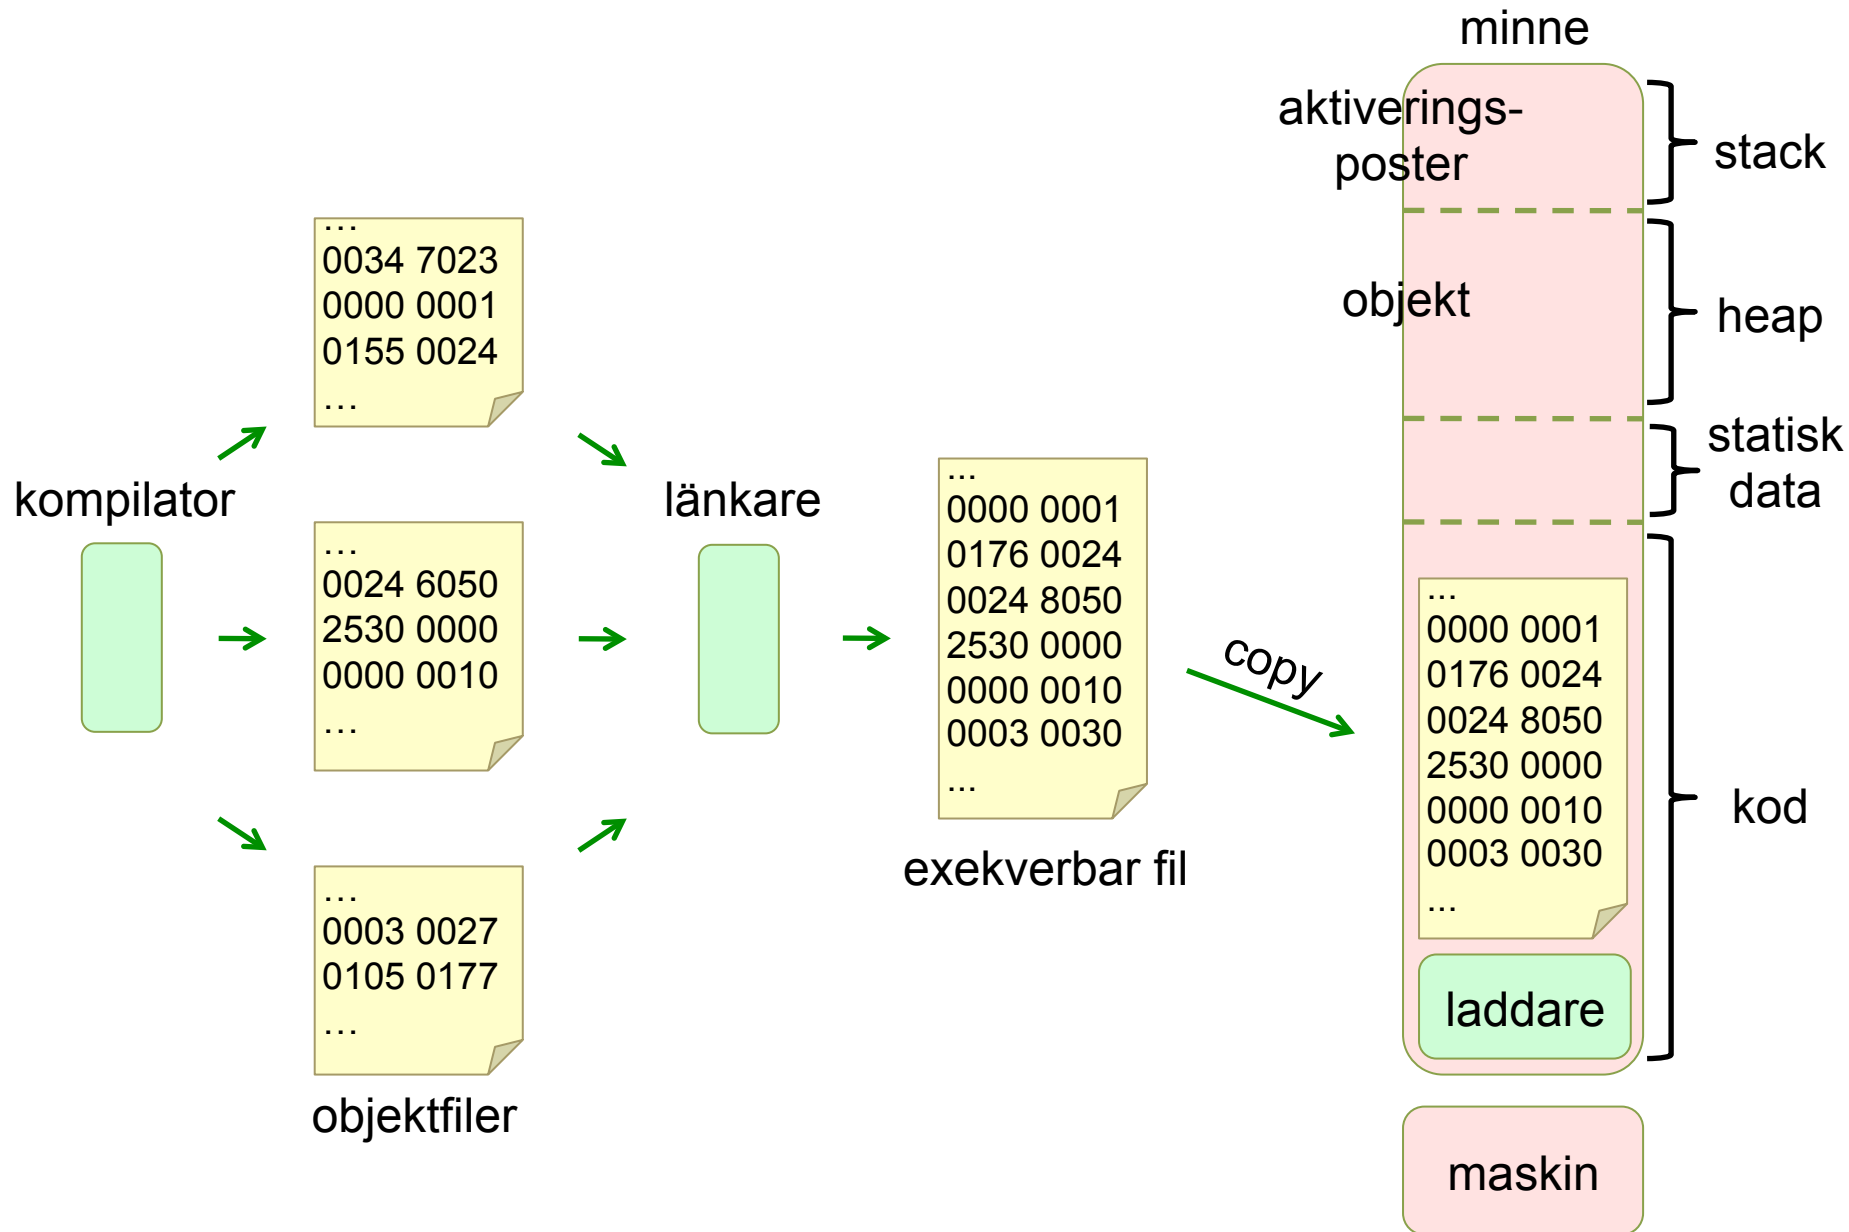 minne
aktiverings-
poster
stack
objekt
heap
statisk
data
kod
kompilator
...
0034 7023
0000 0001
0155 0024
...
...
0024 6050
2530 0000
0000 0010
...
...
0003 0027
0105 0177
...
objektfiler
länkare
...
0000 0001
0176 0024
0024 8050
2530 0000
0000 0010
0003 0030
...
exekverbar fil
copy
...
0000 0001
0176 0024
0024 8050
2530 0000
0000 0010
0003 0030
...
laddare
maskin